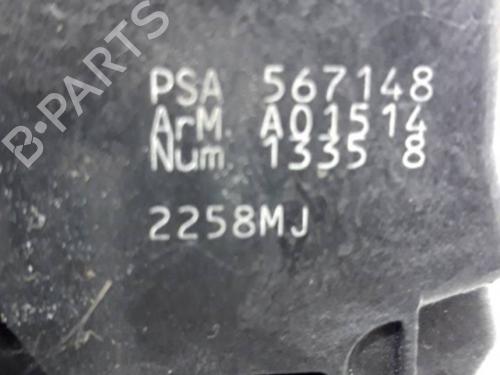 B-PARTS
PSA 567148
ArM. A01514
Num. 1335 8
2258MJ